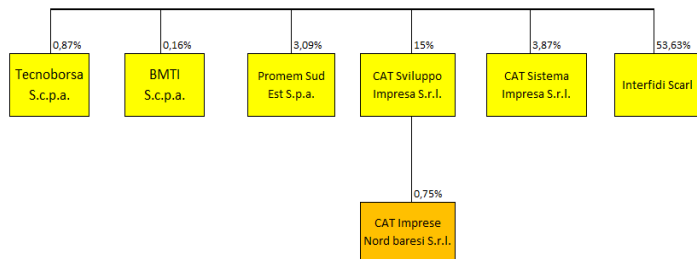 0,87%
0,16%
3,09%
15%
3,87%
53,63%
Tecnoborsa
S.c.p.a.
BMTI
S.c.p.a.
Promem Sud
Est S.p.a.
CAT Sviluppo
Impresa S.r.l.
CAT Sistema
Impresa S.r.l.
Interfidi Scarl
0,75%
CAT Imprese
Nord baresi S.r.l.